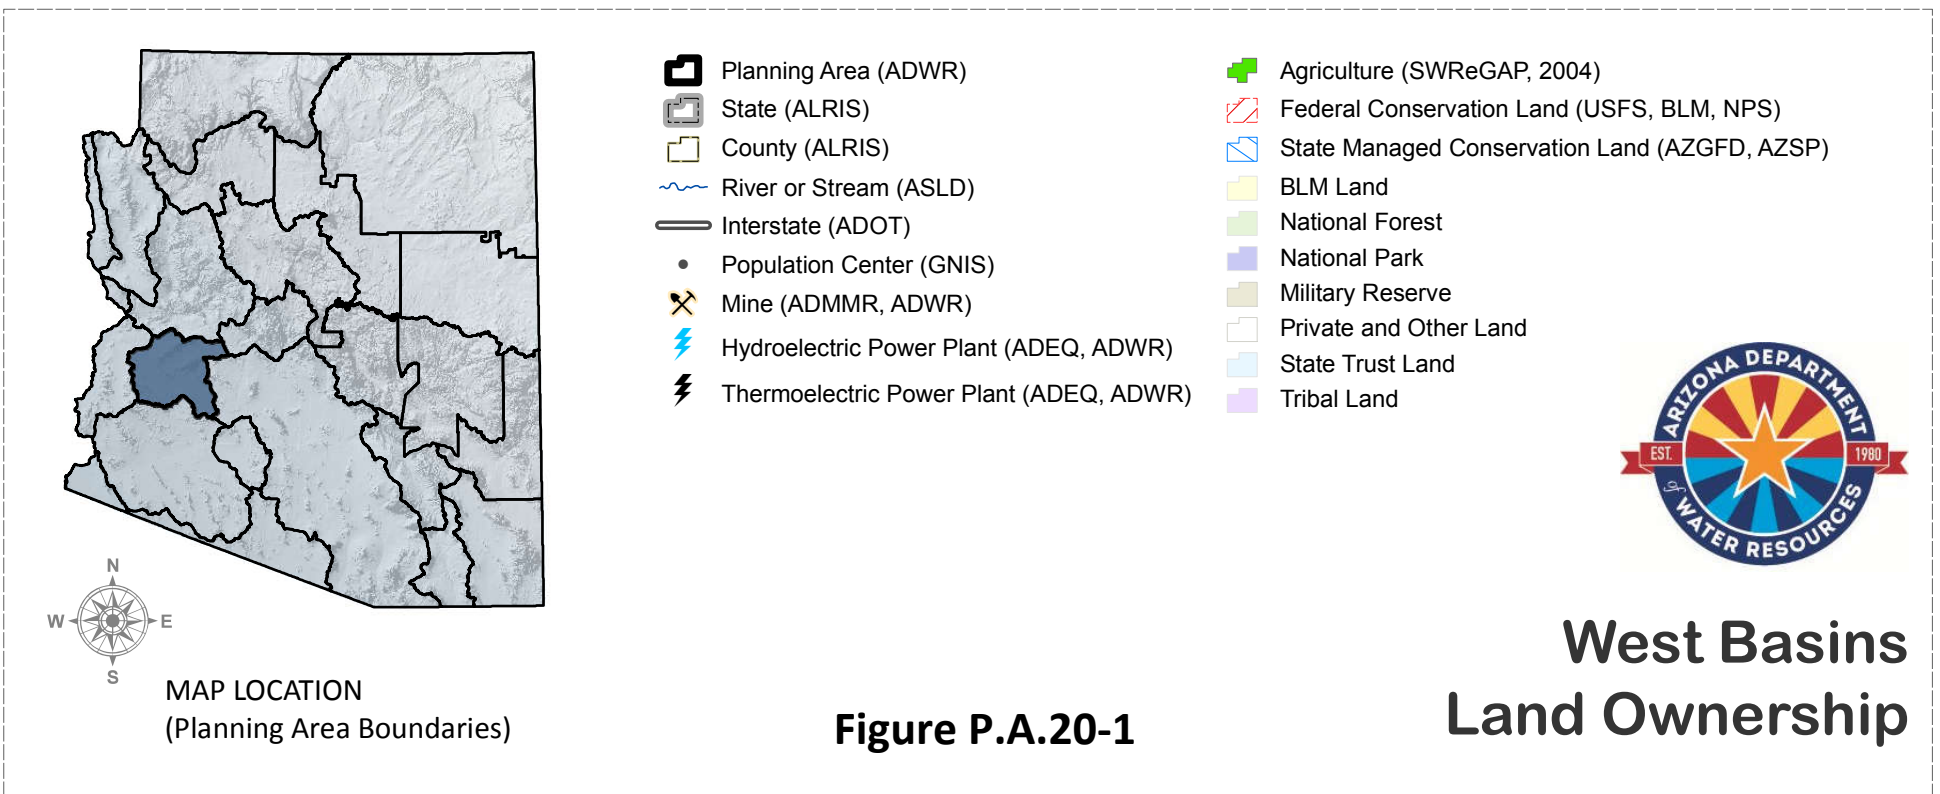 Planning Area (ADWR)
State (ALRIS)
County (ALRIS)
River or Stream (ASLD)
Interstate (ADOT)
Population Center (GNIS)
Mine (ADMMR, ADWR)
Hydroelectric Power Plant (ADEQ, ADWR)
Thermoelectric Power Plant (ADEQ, ADWR)
Agriculture (SWReGAP, 2004)
Federal Conservation Land (USFS, BLM, NPS)
State Managed Conservation Land (AZGFD, AZSP)
BLM Land
National Forest
National Park
Military Reserve
Private and Other Land
State Trust Land
Tribal Land
ARIZONA DEPARTMENT
EST. 1980
of WATER RESOURCES
N
W E
S
MAP LOCATION
(Planning Area Boundaries)
Figure P.A.20-1
West Basins
Land Ownership